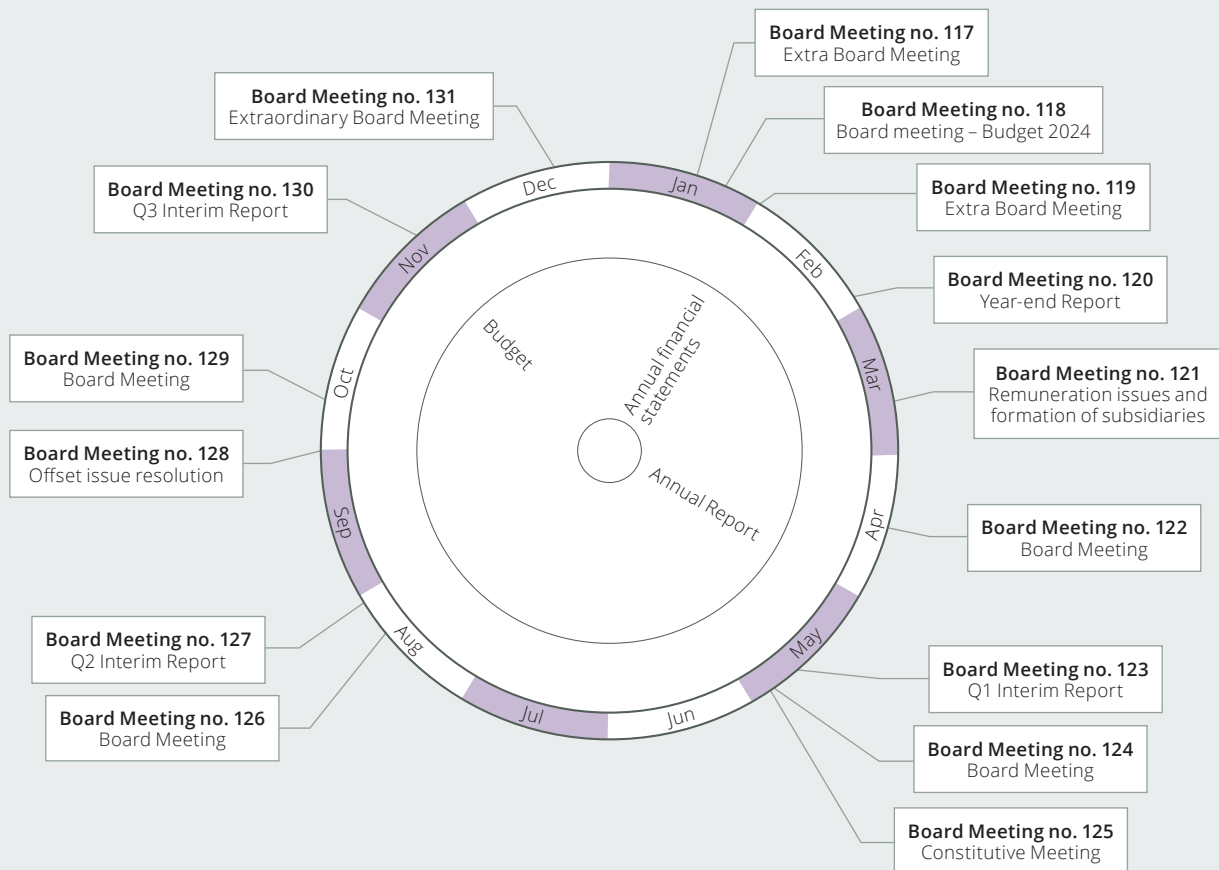 Board Meeting no. 117
Extra Board Meeting
Board Meeting no. 118
Board meeting – Budget 2024
Board Meeting no. 119
Extra Board Meeting
Board Meeting no. 120
Year-end Report
Board Meeting no. 121
Remuneration issues and
formation of subsidiaries
Board Meeting no. 122
Board Meeting
Board Meeting no. 123
Q1 Interim Report
Board Meeting no. 124
Board Meeting
Board Meeting no. 125
Constitutive Meeting
Board Meeting no. 126
Board Meeting
Board Meeting no. 127
Q2 Interim Report
Board Meeting no. 128
Offset issue resolution
Board Meeting no. 129
Board Meeting
Board Meeting no. 130
Q3 Interim Report
Board Meeting no. 131
Extraordinary Board Meeting
Jan
Feb
Mar
Apr
May
Jun
Jul
Aug
Sep
Oct
Nov
Dec
Budget
Annual financial
statements
Annual Report